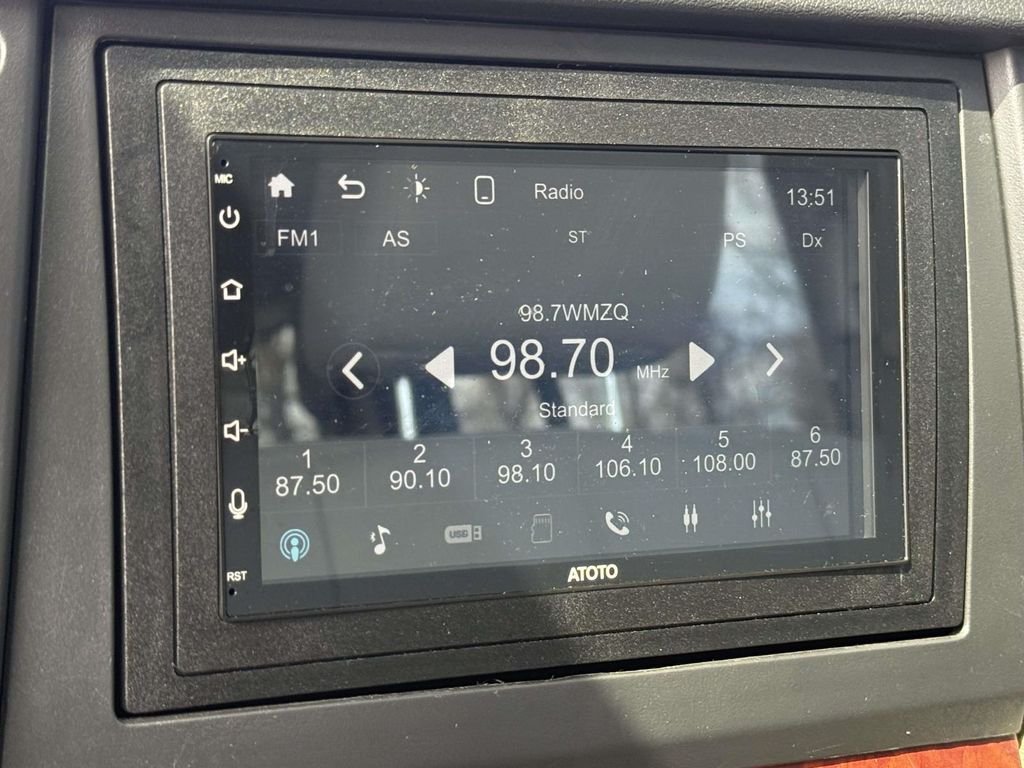 MIC
Radio 13:51
FM1 AS ST PS Dx
98.7WMZQ
98.70 MHz
Standard
1 2 3 4 5 6
87.50 90.10 98.10 106.10 108.00 87.50
USB
RST
ATOTO